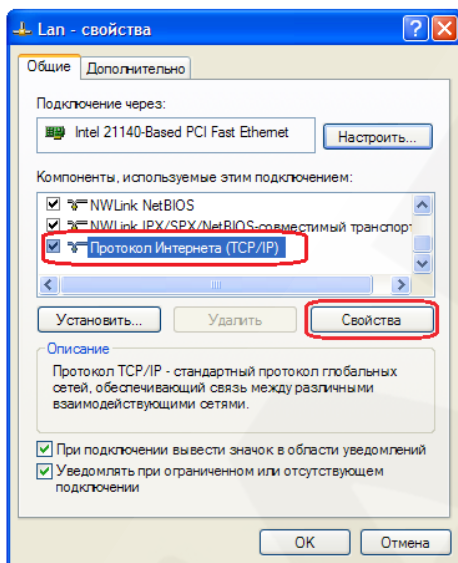 Lan - свойства
Общие
Дополнительно
Подключение через:
Intel 21140-Based PCI Fast Ethernet
Настроить...
Компоненты, используемые этим подключением:
NWLink NetBIOS
NWLink IPX/SPX/NetBIOS-совместимый транспорт
Протокол Интернета (TCP/IP)
Установить...
Удалить
Свойства
Описание
Протокол TCP/IP - стандартный протокол глобальных
сетей, обеспечивающий связь между различными
взаимодействующими сетями.
При подключении вывести значок в области уведомлений
Уведомлять при ограниченном или отсутствующем
подключении
OK
Отмена